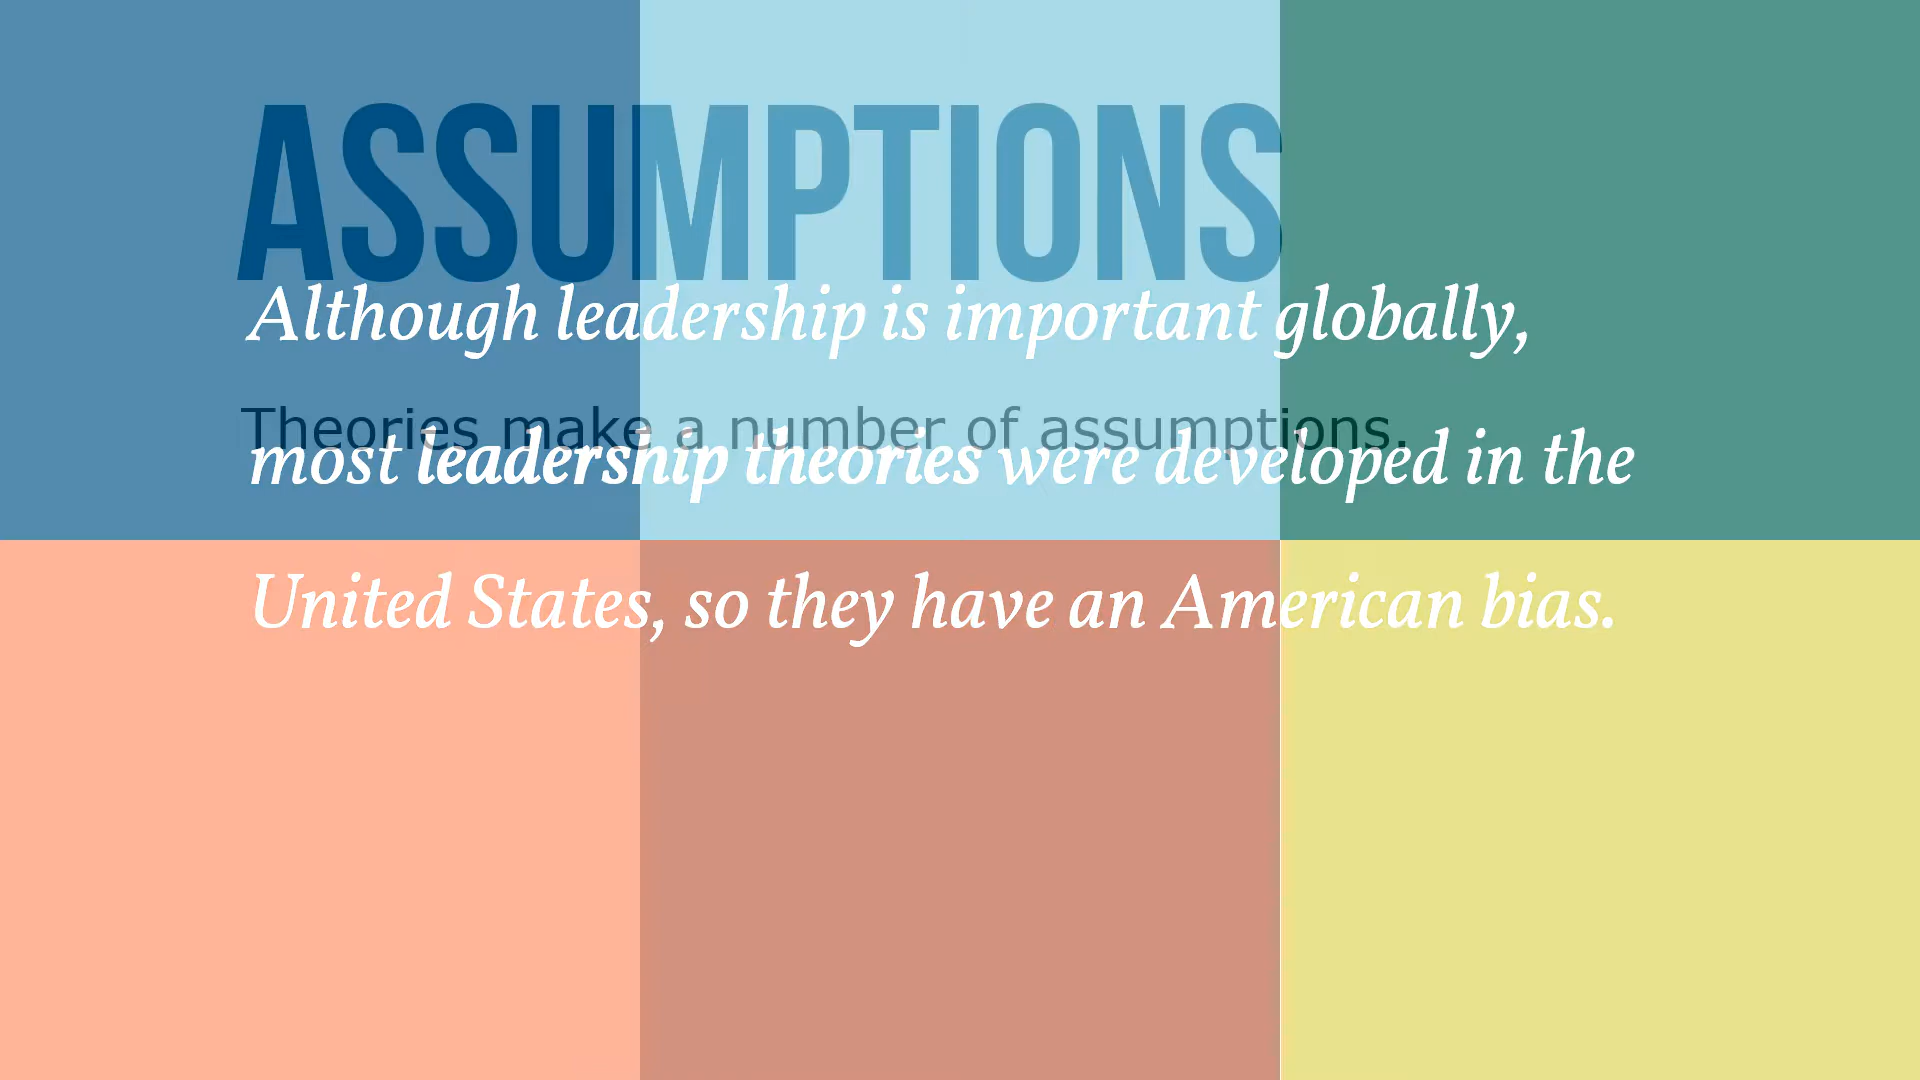 ASSUMPTIONS
Although leadership is important globally,
Theories make a number of assumptions.
most leadership theories were developed in the
United States, so they have an American bias.